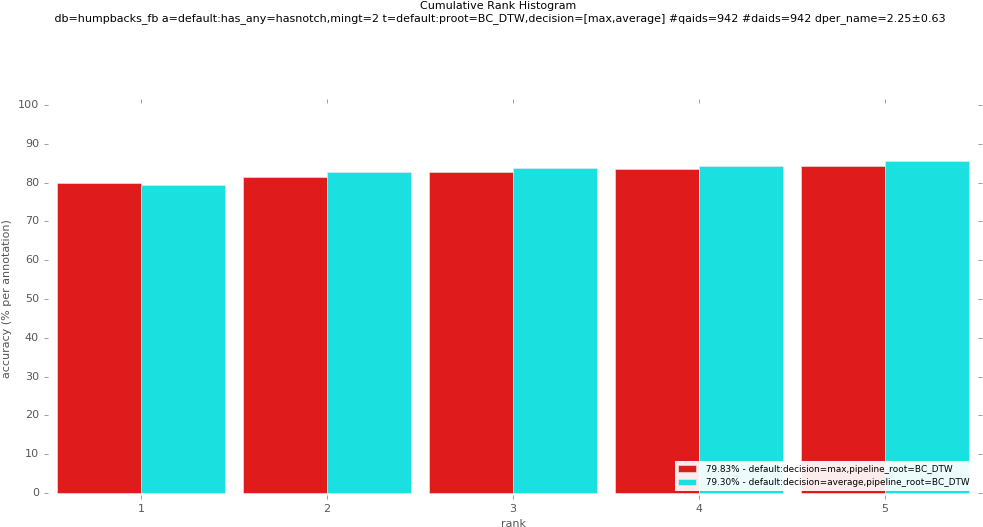 Cumulative Rank Histogram
db=humpbacks_fb a=default:has_any=hasnotch,mingt=2 t=default:proot=BC_DTW,decision=[max,average] #qaids=942 #daids=942 dper_name=2.25±0.63
accuracy (% per annotation)
100
90
80
70
60
50
40
30
20
10
0
79.83% - default:decision=max,pipeline_root=BC_DTW
79.30% - default:decision=average,pipeline_root=BC_DTW
1 2 3 4 5
rank